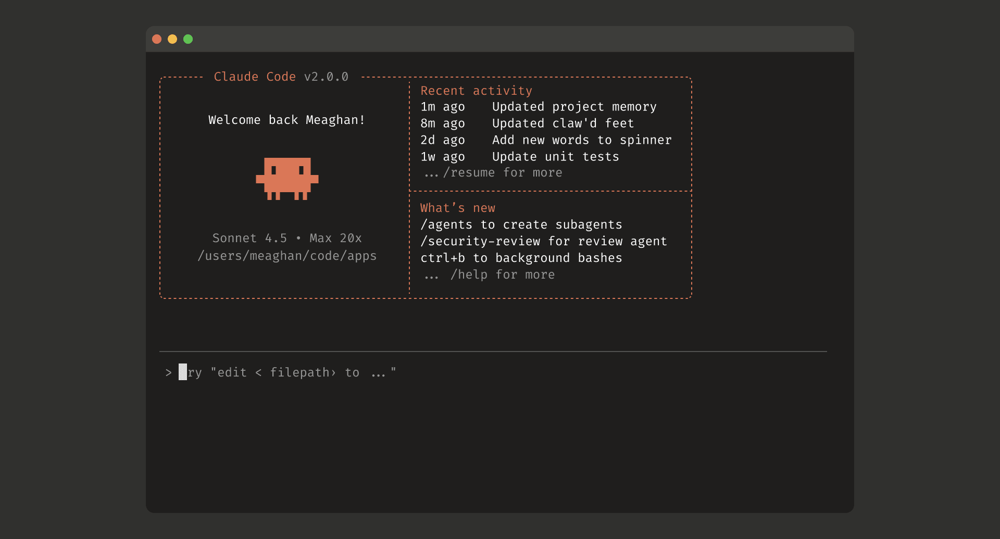 Claude Code v2.0.0
Welcome back Meaghan!
Sonnet 4.5 • Max 20x
/users/meaghan/code/apps
Recent activity
1m ago Updated project memory
8m ago Updated claw'd feet
2d ago Add new words to spinner
1w ago Update unit tests
... /resume for more
What’s new
/agents to create subagents
/security-review for review agent
ctrl+b to background bashes
... /help for more
> ry "edit < filepath› to ... "